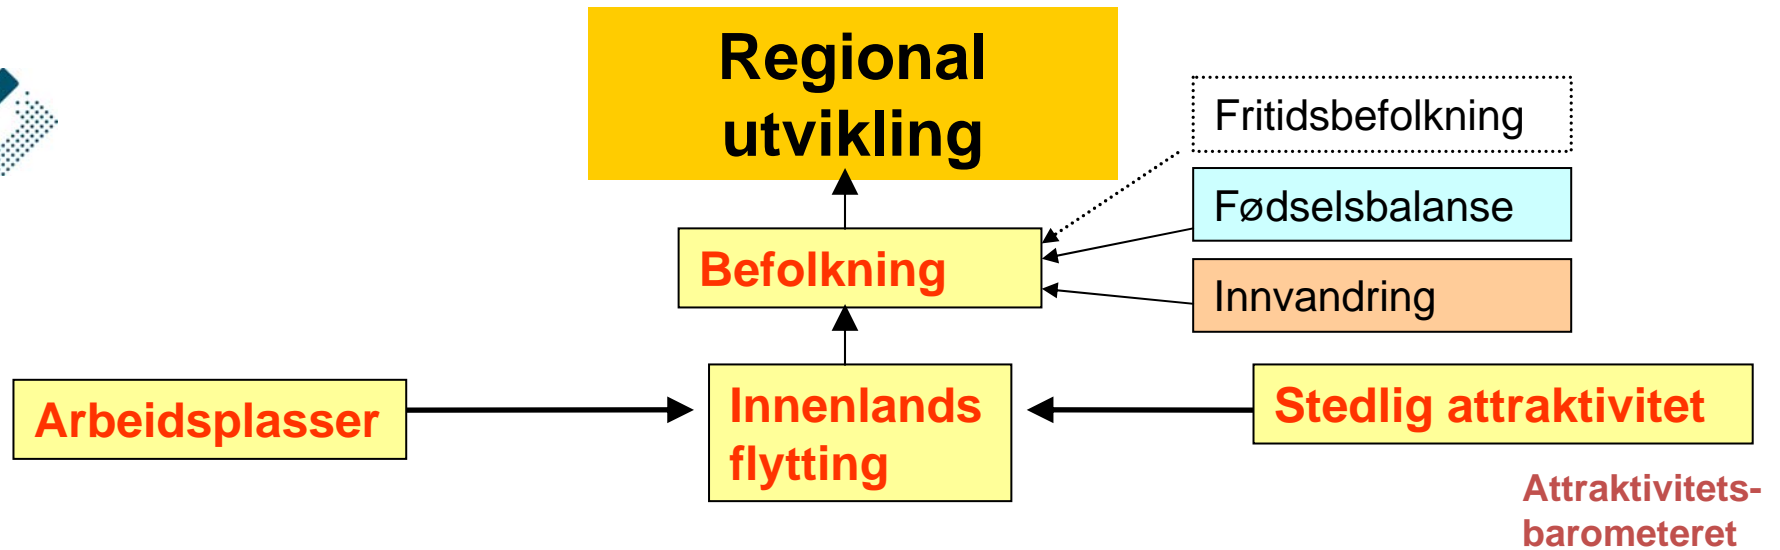 Regional
utvikling
Fritidsbefolkning
Fødselsbalanse
Befolkning
Innvandring
Arbeidsplasser
Innenlands
flytting
Stedlig attraktivitet
Attraktivitets-
barometeret